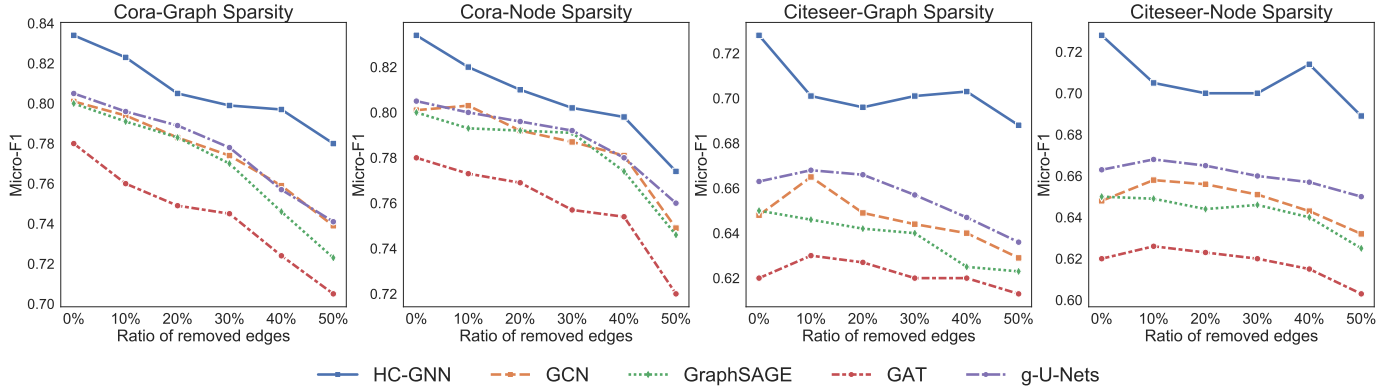 Cora-Graph Sparsity
Micro-F1
0.84
0.82
0.80
0.78
0.76
0.74
0.72
0.70
0% 10% 20% 30% 40% 50%
Ratio of removed edges
Cora-Node Sparsity
Micro-F1
0.82
0.80
0.78
0.76
0.74
0.72
0% 10% 20% 30% 40% 50%
Ratio of removed edges
Citeseer-Graph Sparsity
Micro-F1
0.72
0.70
0.68
0.66
0.64
0.62
0% 10% 20% 30% 40% 50%
Ratio of removed edges
Citeseer-Node Sparsity
Micro-F1
0.72
0.70
0.68
0.66
0.64
0.62
0.60
0% 10% 20% 30% 40% 50%
Ratio of removed edges
HC-GNN GCN GraphSAGE GAT g-U-Nets